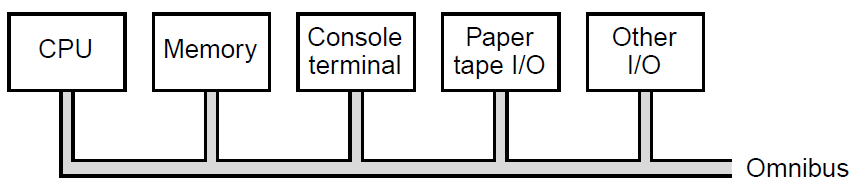 CPU
Memory
Console
terminal
Paper
tape I/O
Other
I/O
Omnibus